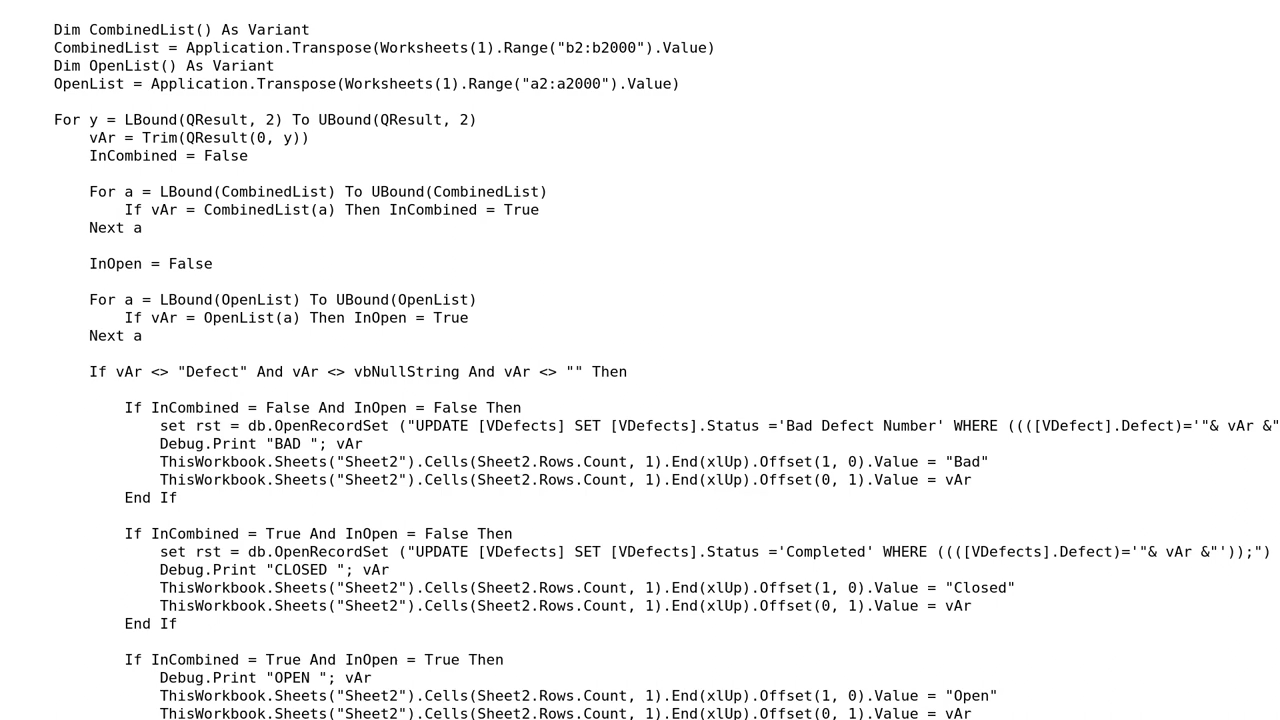 Dim CombinedList() As Variant
CombinedList = Application.Transpose(Worksheets(1).Range("b2:b2000").Value)
Dim OpenList() As Variant
OpenList = Application.Transpose(Worksheets(1).Range("a2:a2000").Value)
For y = LBound(QResult, 2) To UBound(QResult, 2)
vAr = Trim(QResult(0, y))
InCombined = False
For a = LBound(CombinedList) To UBound(CombinedList)
If vAr = CombinedList(a) Then InCombined = True
Next a
InOpen = False
For a = LBound(OpenList) To UBound(OpenList)
If vAr = OpenList(a) Then InOpen = True
Next a
If vAr <> "Defect" And vAr <> vbNullString And vAr <> "" Then
If InCombined = False And InOpen = False Then
set rst = db.OpenRecordSet ("UPDATE [VDefects] SET [VDefects].Status ='Bad Defect Number' WHERE ((([VDefect].Defect)='"& vAr &"
Debug.Print "BAD "; vAr
ThisWorkbook.Sheets("Sheet2").Cells(Sheet2.Rows.Count, 1).End(xlUp).Offset(1, 0).Value = "Bad"
ThisWorkbook.Sheets("Sheet2").Cells(Sheet2.Rows.Count, 1).End(xlUp).Offset(0, 1).Value = vAr
End If
If InCombined = True And InOpen = False Then
set rst = db.OpenRecordSet ("UPDATE [VDefects] SET [VDefects].Status ='Completed' WHERE ((([VDefects].Defect)='"& vAr &"'));")
Debug.Print "CLOSED "; vAr
ThisWorkbook.Sheets("Sheet2").Cells(Sheet2.Rows.Count, 1).End(xlUp).Offset(1, 0).Value = "Closed"
ThisWorkbook.Sheets("Sheet2").Cells(Sheet2.Rows.Count, 1).End(xlUp).Offset(0, 1).Value = vAr
End If
If InCombined = True And InOpen = True Then
Debug.Print "OPEN "; vAr
ThisWorkbook.Sheets("Sheet2").Cells(Sheet2.Rows.Count, 1).End(xlUp).Offset(1, 0).Value = "Open"
ThisWorkbook.Sheets("Sheet2").Cells(Sheet2.Rows.Count, 1).End(xlUp).Offset(0, 1).Value = vAr